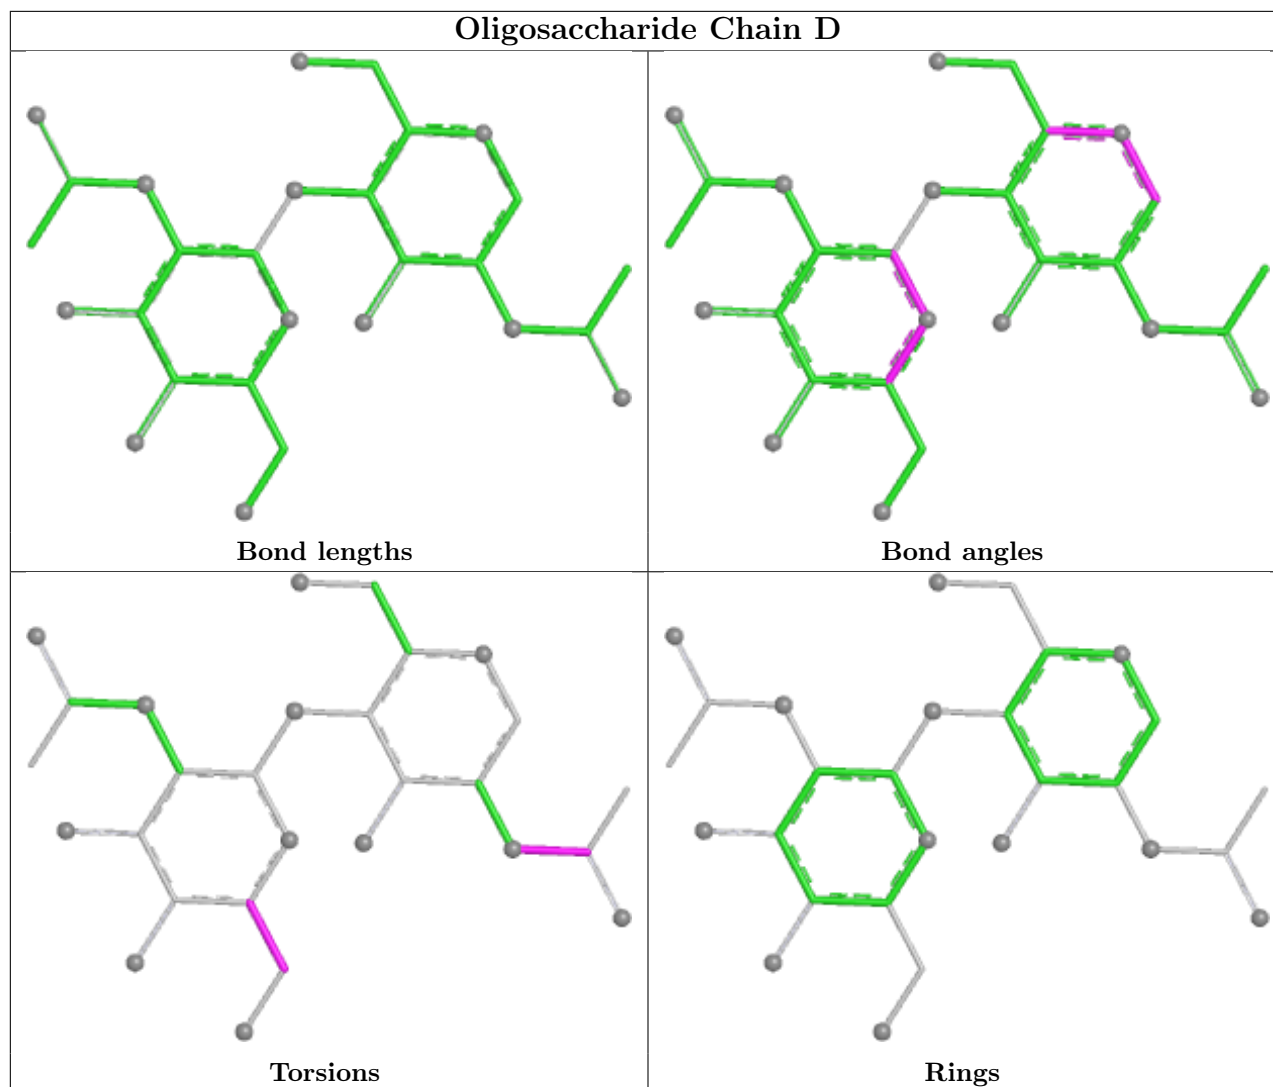 Oligosaccharide Chain D
Bond lengths
Bond angles
Torsions
Rings